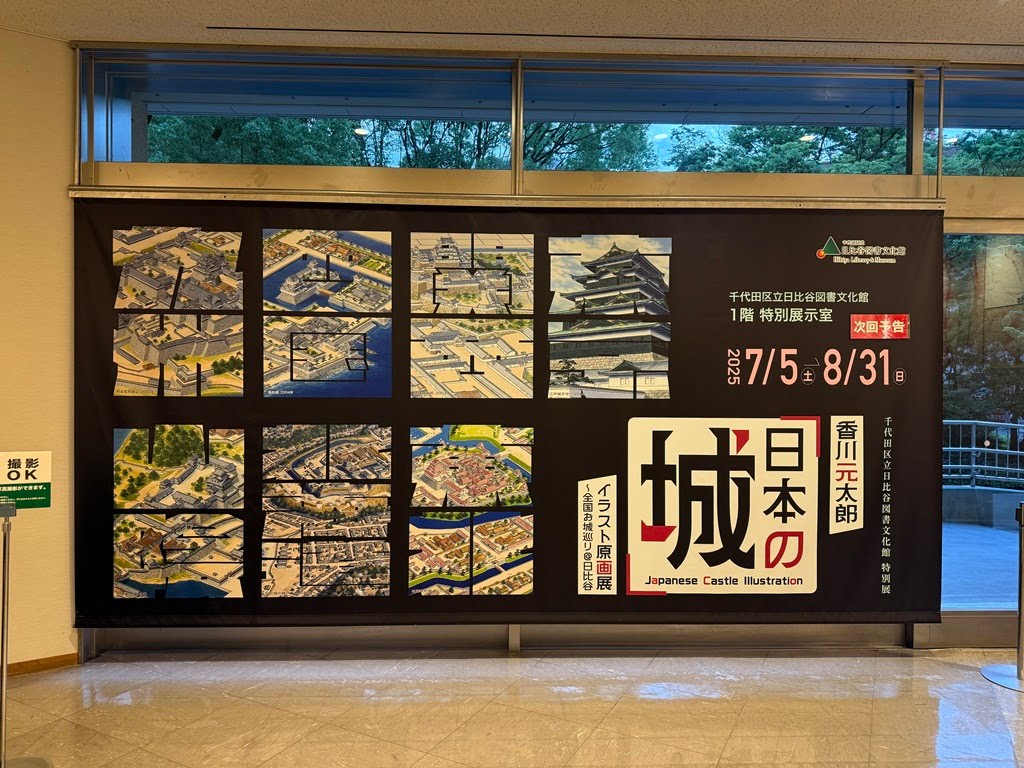 千代田区立
日比谷図書文化館
Hibiya Library & Museum
千代田区立日比谷図書文化館
1階 特別展示室
次回予告
2025 7/5土→8/31日
千代田区立日比谷図書文化館 特別展
香川元太郎
日本の
城
Japanese Castle Illustration
イラスト原画展
～全国お城巡り@日比谷
撮影
OK